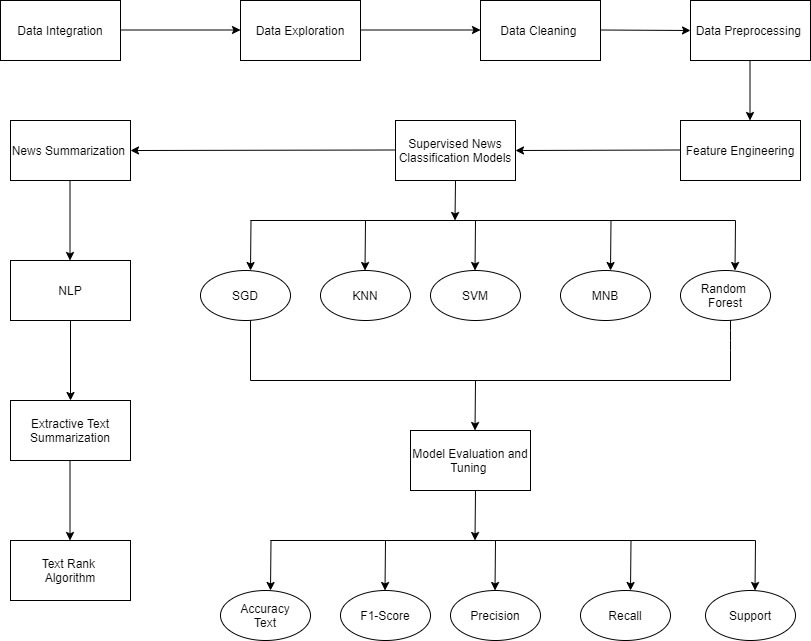 Data Integration
Data Exploration
Data Cleaning
Data Preprocessing
News Summarization
Supervised News
Classification Models
Feature Engineering
SGD
KNN
SVM
MNB
Random
Forest
NLP
Extractive Text
Summarization
Model Evaluation and
Tuning
Text Rank
Algorithm
Accuracy
Text
F1-Score
Precision
Recall
Support